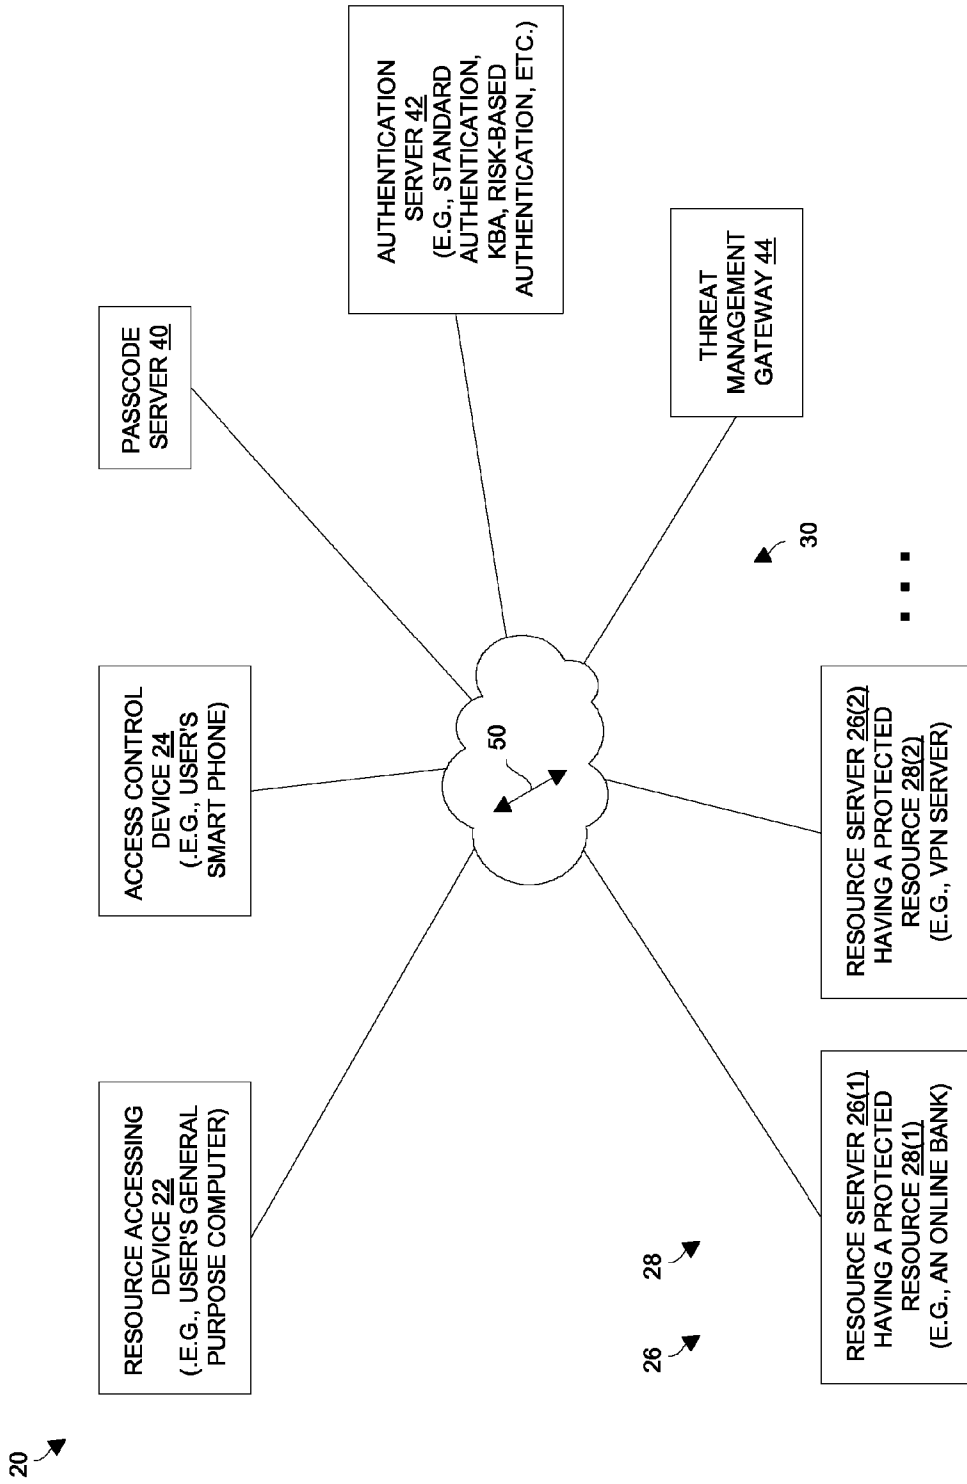 20
RESOURCE ACCESSING
DEVICE 22
(.E.G., USER'S GENERAL
PURPOSE COMPUTER)
ACCESS CONTROL
DEVICE 24
(.E.G., USER'S
SMART PHONE)
PASSCODE
SERVER 40
AUTHENTICATION
SERVER 42
(E.G., STANDARD
AUTHENTICATION,
KBA, RISK-BASED
AUTHENTICATION, ETC.)
50
THREAT
MANAGEMENT
GATEWAY 44
26
28
30
RESOURCE SERVER 26(1)
HAVING A PROTECTED
RESOURCE 28(1)
(E.G., AN ONLINE BANK)
RESOURCE SERVER 26(2)
HAVING A PROTECTED
RESOURCE 28(2)
(E.G., VPN SERVER)